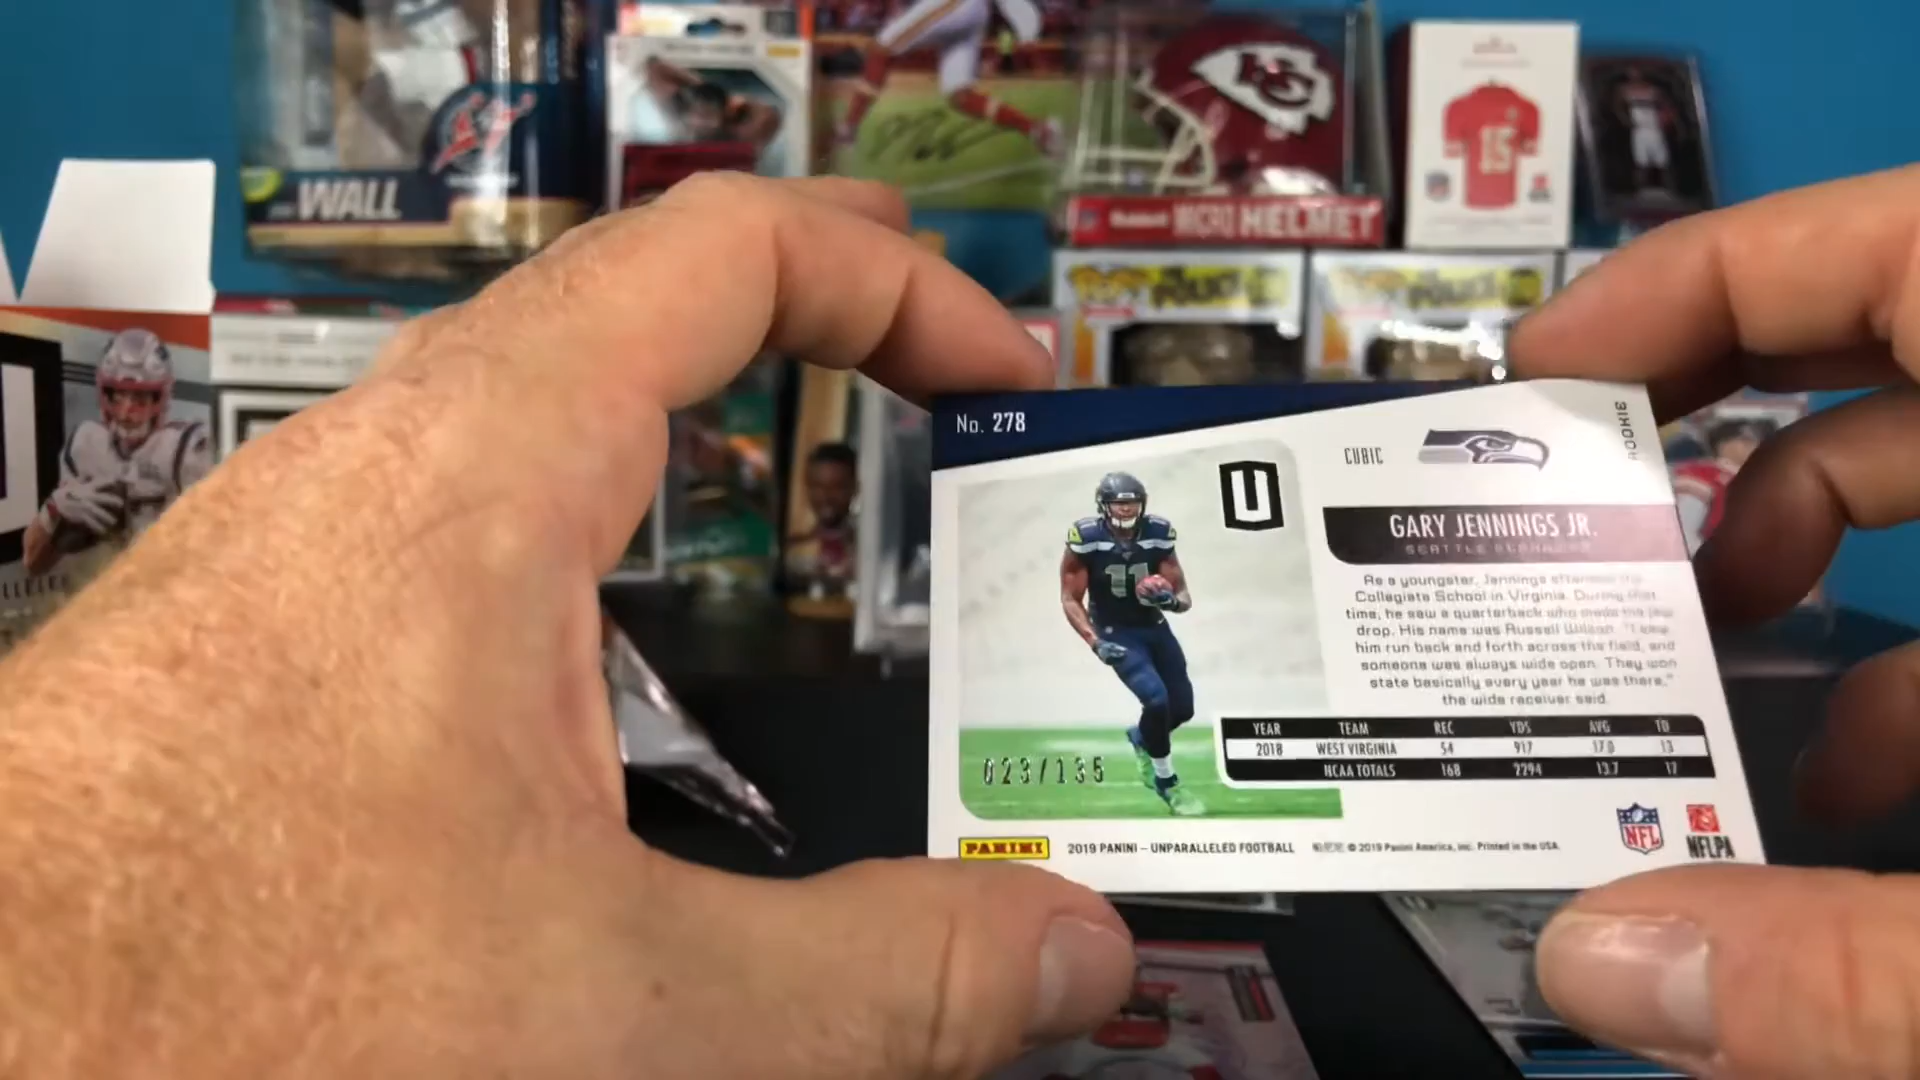 WALL
15
MICRO HELMET
No. 278
CUBIC
ROOKIE
U
GARY JENNINGS JR.
SEATTLE SEAHAWKS
As a youngster, Jennings attended the
Collegiate School in Virginia. During that
time, he saw a quarterback who made his jaw
drop. His name was Russell Wilson. "I saw
him run back and forth across the field, and
someone was always wide open. They won
state basically every year he was there,"
the wide receiver said.
11
YEAR TEAM REC YDS AVG TD
2018 WEST VIRGINIA 54 917 17.0 13
NCAA TOTALS 168 2294 13.7 17
023/135
NFL
NFLPA
PANINI
2019 PANINI – UNPARALLELED FOOTBALL
© 2019 Panini America, Inc. Printed in the USA.